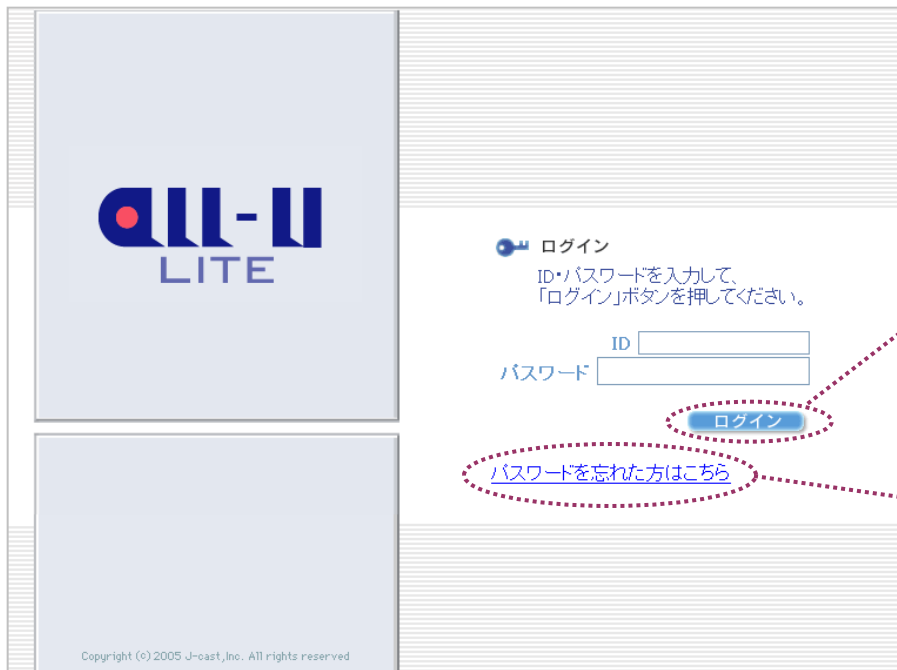 all-u
LITE
ログイン
ID・パスワードを入力して、
「ログイン」ボタンを押してください。
ID
パスワード
ログイン
パスワードを忘れた方はこちら
Copyright (c) 2005 J-cast,Inc. All rights reserved